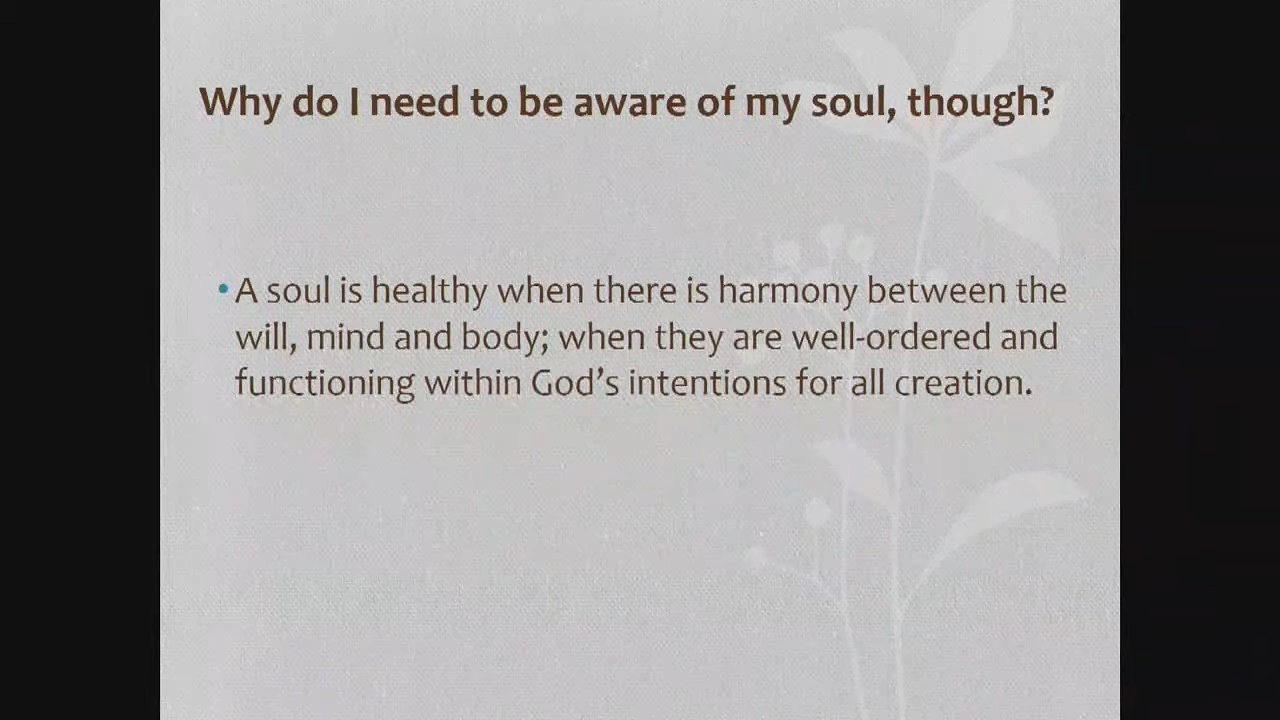 Why do I need to be aware of my soul, though?
• A soul is healthy when there is harmony between the
will, mind and body; when they are well-ordered and
functioning within God’s intentions for all creation.